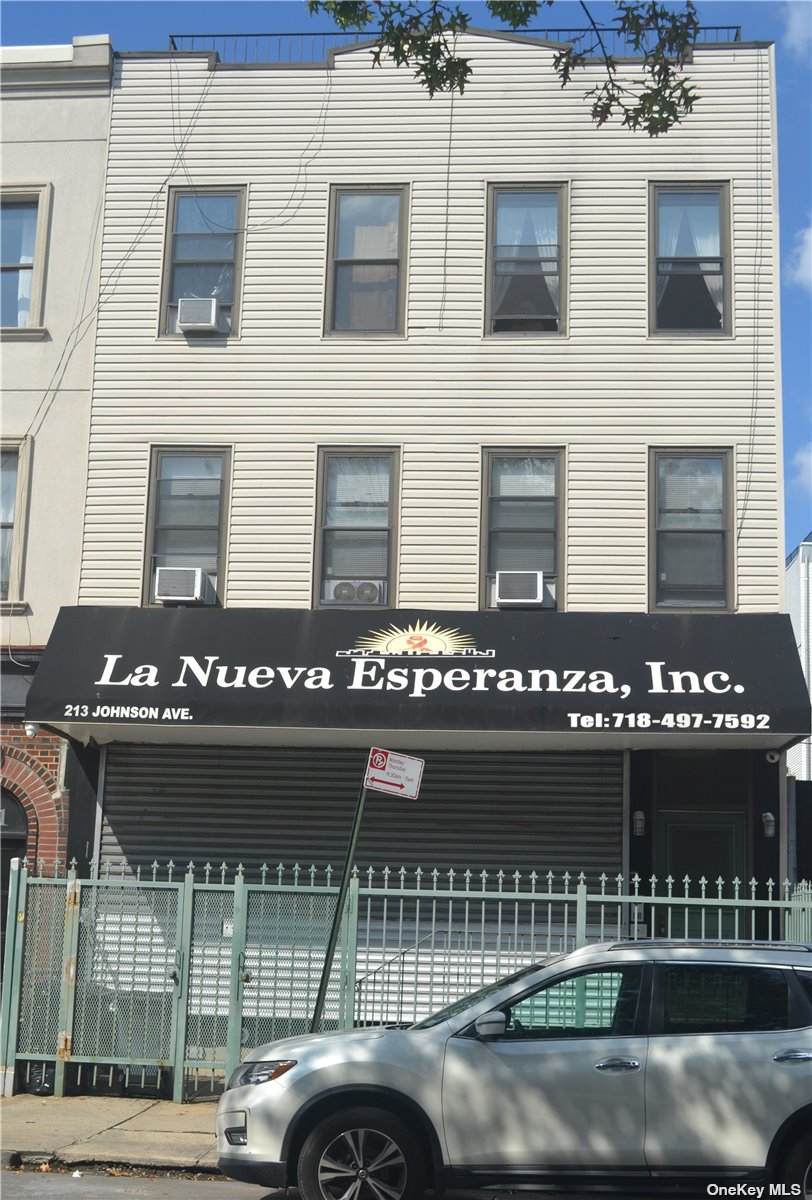 La Nueva Esperanza, Inc.
213 JOHNSON AVE.
Tel:718-497-7592
OneKey MLS